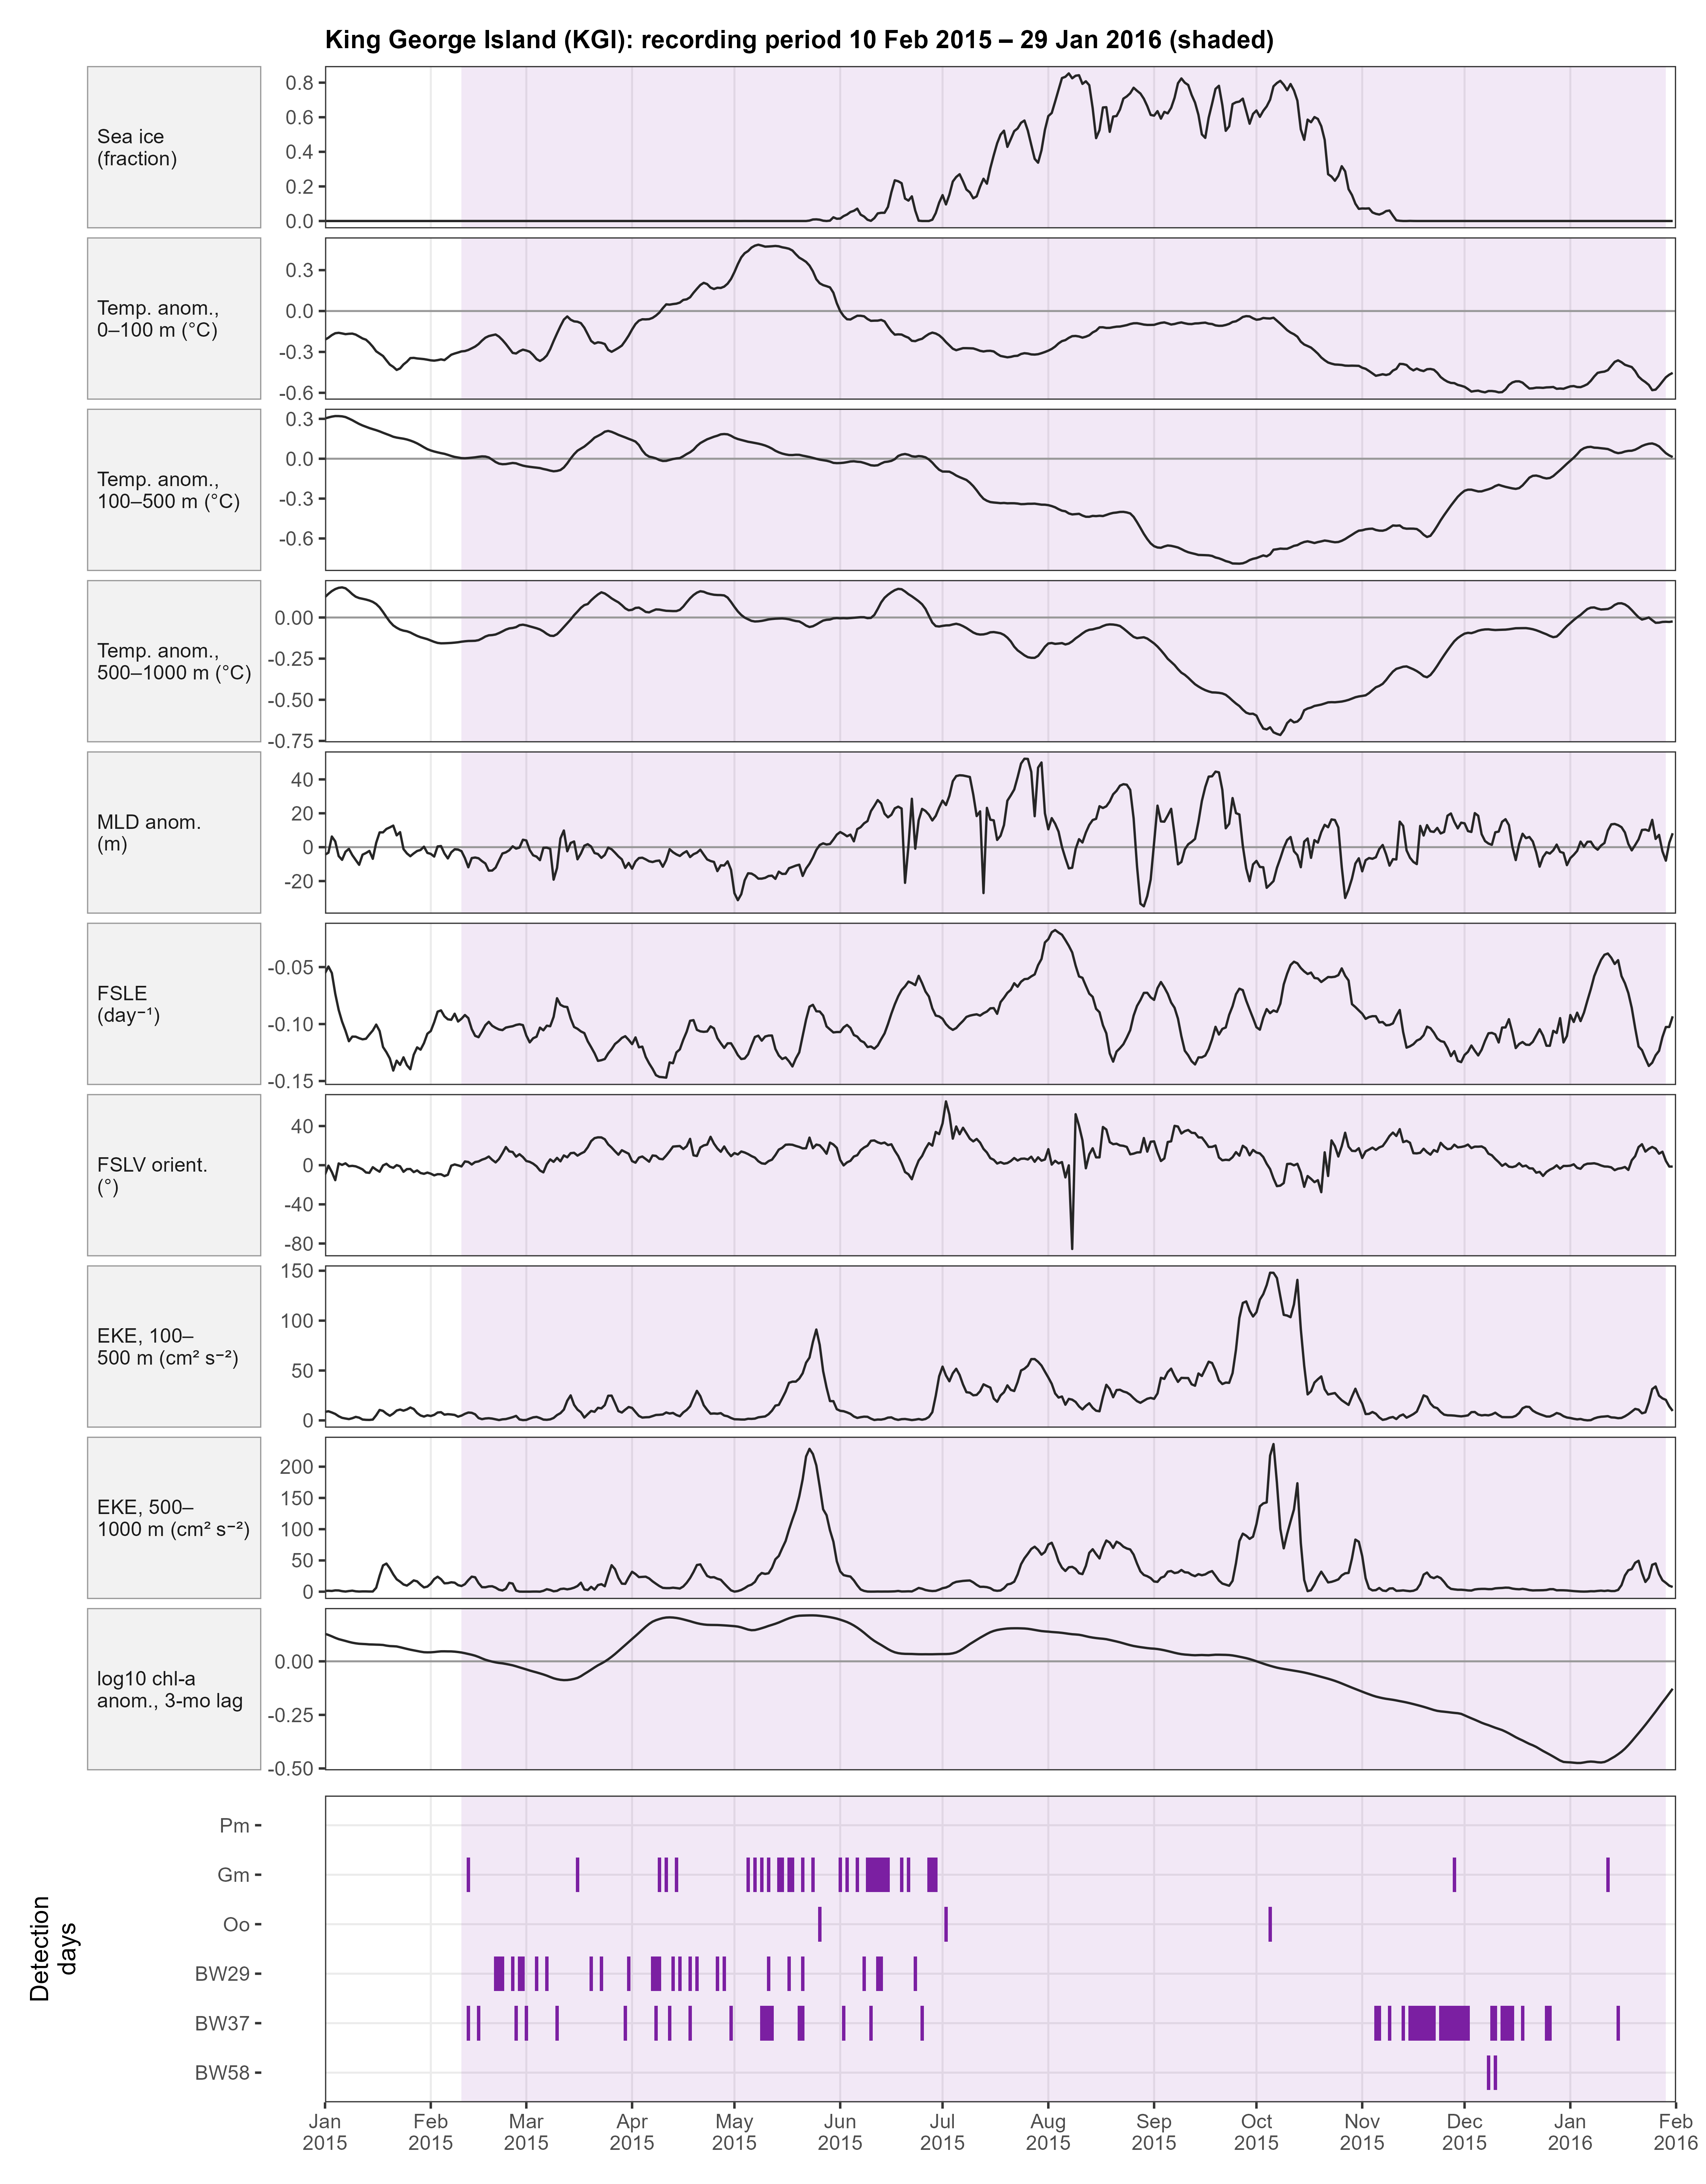 King George Island (KGI): recording period 10 Feb 2015 – 29 Jan 2016 (shaded)
Sea ice
(fraction)
0.8
0.6
0.4
0.2
0.0
Temp. anom.,
0–100 m (°C)
0.3
0.0
-0.3
-0.6
Temp. anom.,
100–500 m (°C)
0.3
0.0
-0.3
-0.6
Temp. anom.,
500–1000 m (°C)
0.00
-0.25
-0.50
-0.75
MLD anom.
(m)
40
20
0
-20
FSLE
(day⁻¹)
-0.05
-0.10
-0.15
FSLV orient.
(°)
40
0
-40
-80
EKE, 100–
500 m (cm² s⁻²)
150
100
50
0
EKE, 500–
1000 m (cm² s⁻²)
200
150
100
50
0
log10 chl-a
anom., 3-mo lag
0.00
-0.25
-0.50
Detection
days
Pm
Gm
Oo
BW29
BW37
BW58
Jan Feb Mar Apr May Jun Jul Aug Sep Oct Nov Dec Jan Feb
2015 2015 2015 2015 2015 2015 2015 2015 2015 2015 2015 2015 2016 2016